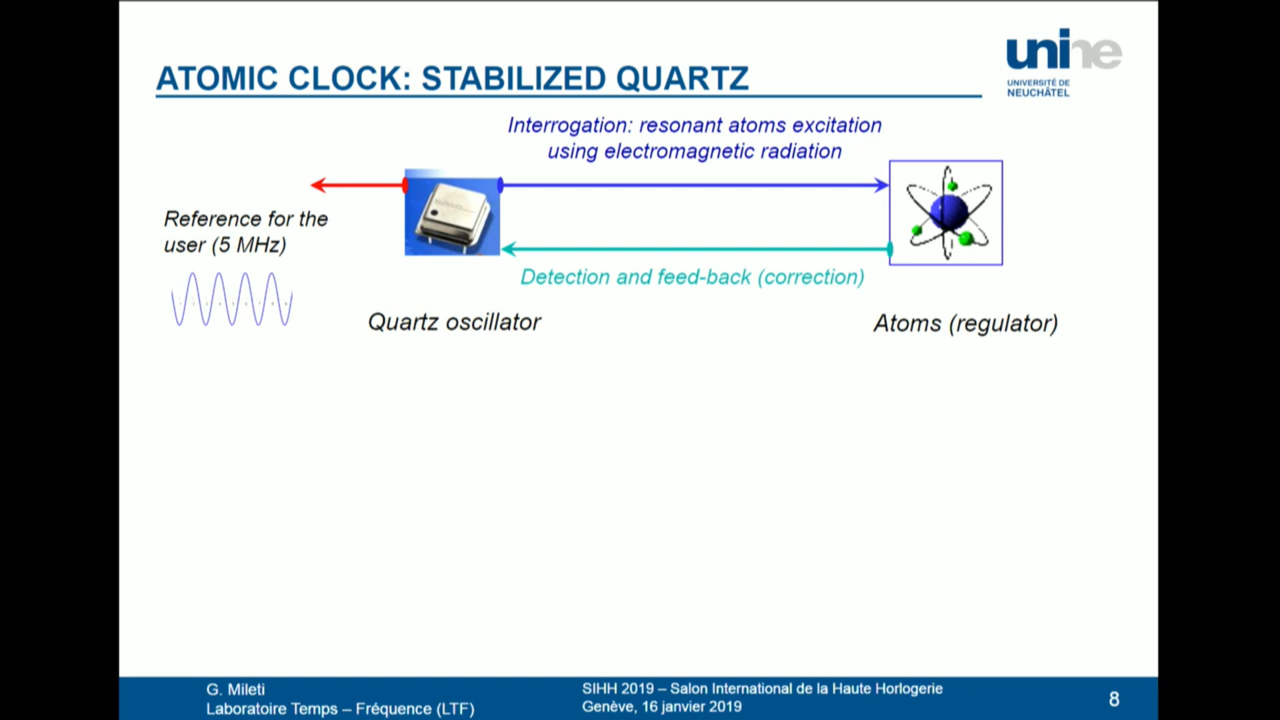 unine
UNIVERSITÉ DE
NEUCHÂTEL
ATOMIC CLOCK: STABILIZED QUARTZ
Interrogation: resonant atoms excitation
using electromagnetic radiation
Reference for the
user (5 MHz)
Detection and feed-back (correction)
Quartz oscillator
Atoms (regulator)
G. Mileti
Laboratoire Temps – Fréquence (LTF)
SIHH 2019 – Salon International de la Haute Horlogerie
Genève, 16 janvier 2019
8